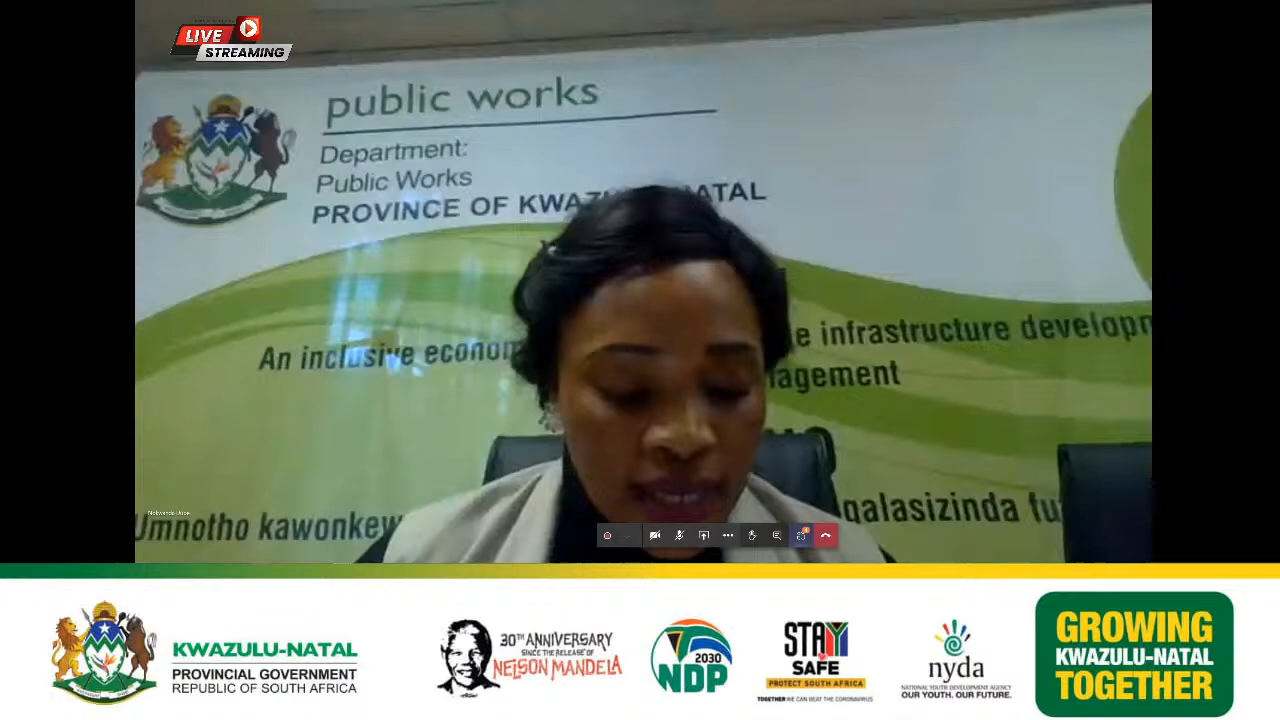 LIVE
STREAMING
public works
Department:
Public Works
PROVINCE OF KWAZU ATAL
An inclusive econom
e infrastructure developm
agement
Umnotho kawonkew
qalasizinda fu
KWAZULU-NATAL
PROVINCIAL GOVERNMENT
REPUBLIC OF SOUTH AFRICA
30TH ANNIVERSARY
SINCE THE RELEASE OF
NELSON MANDELA
2030
NDP
STAY
SAFE
PROTECT SOUTH AFRICA
TOGETHER WE CAN BEAT THE CORONAVIRUS
nyda
NATIONAL YOUTH DEVELOPMENT AGENCY
OUR YOUTH. OUR FUTURE.
GROWING
KWAZULU-NATAL
TOGETHER